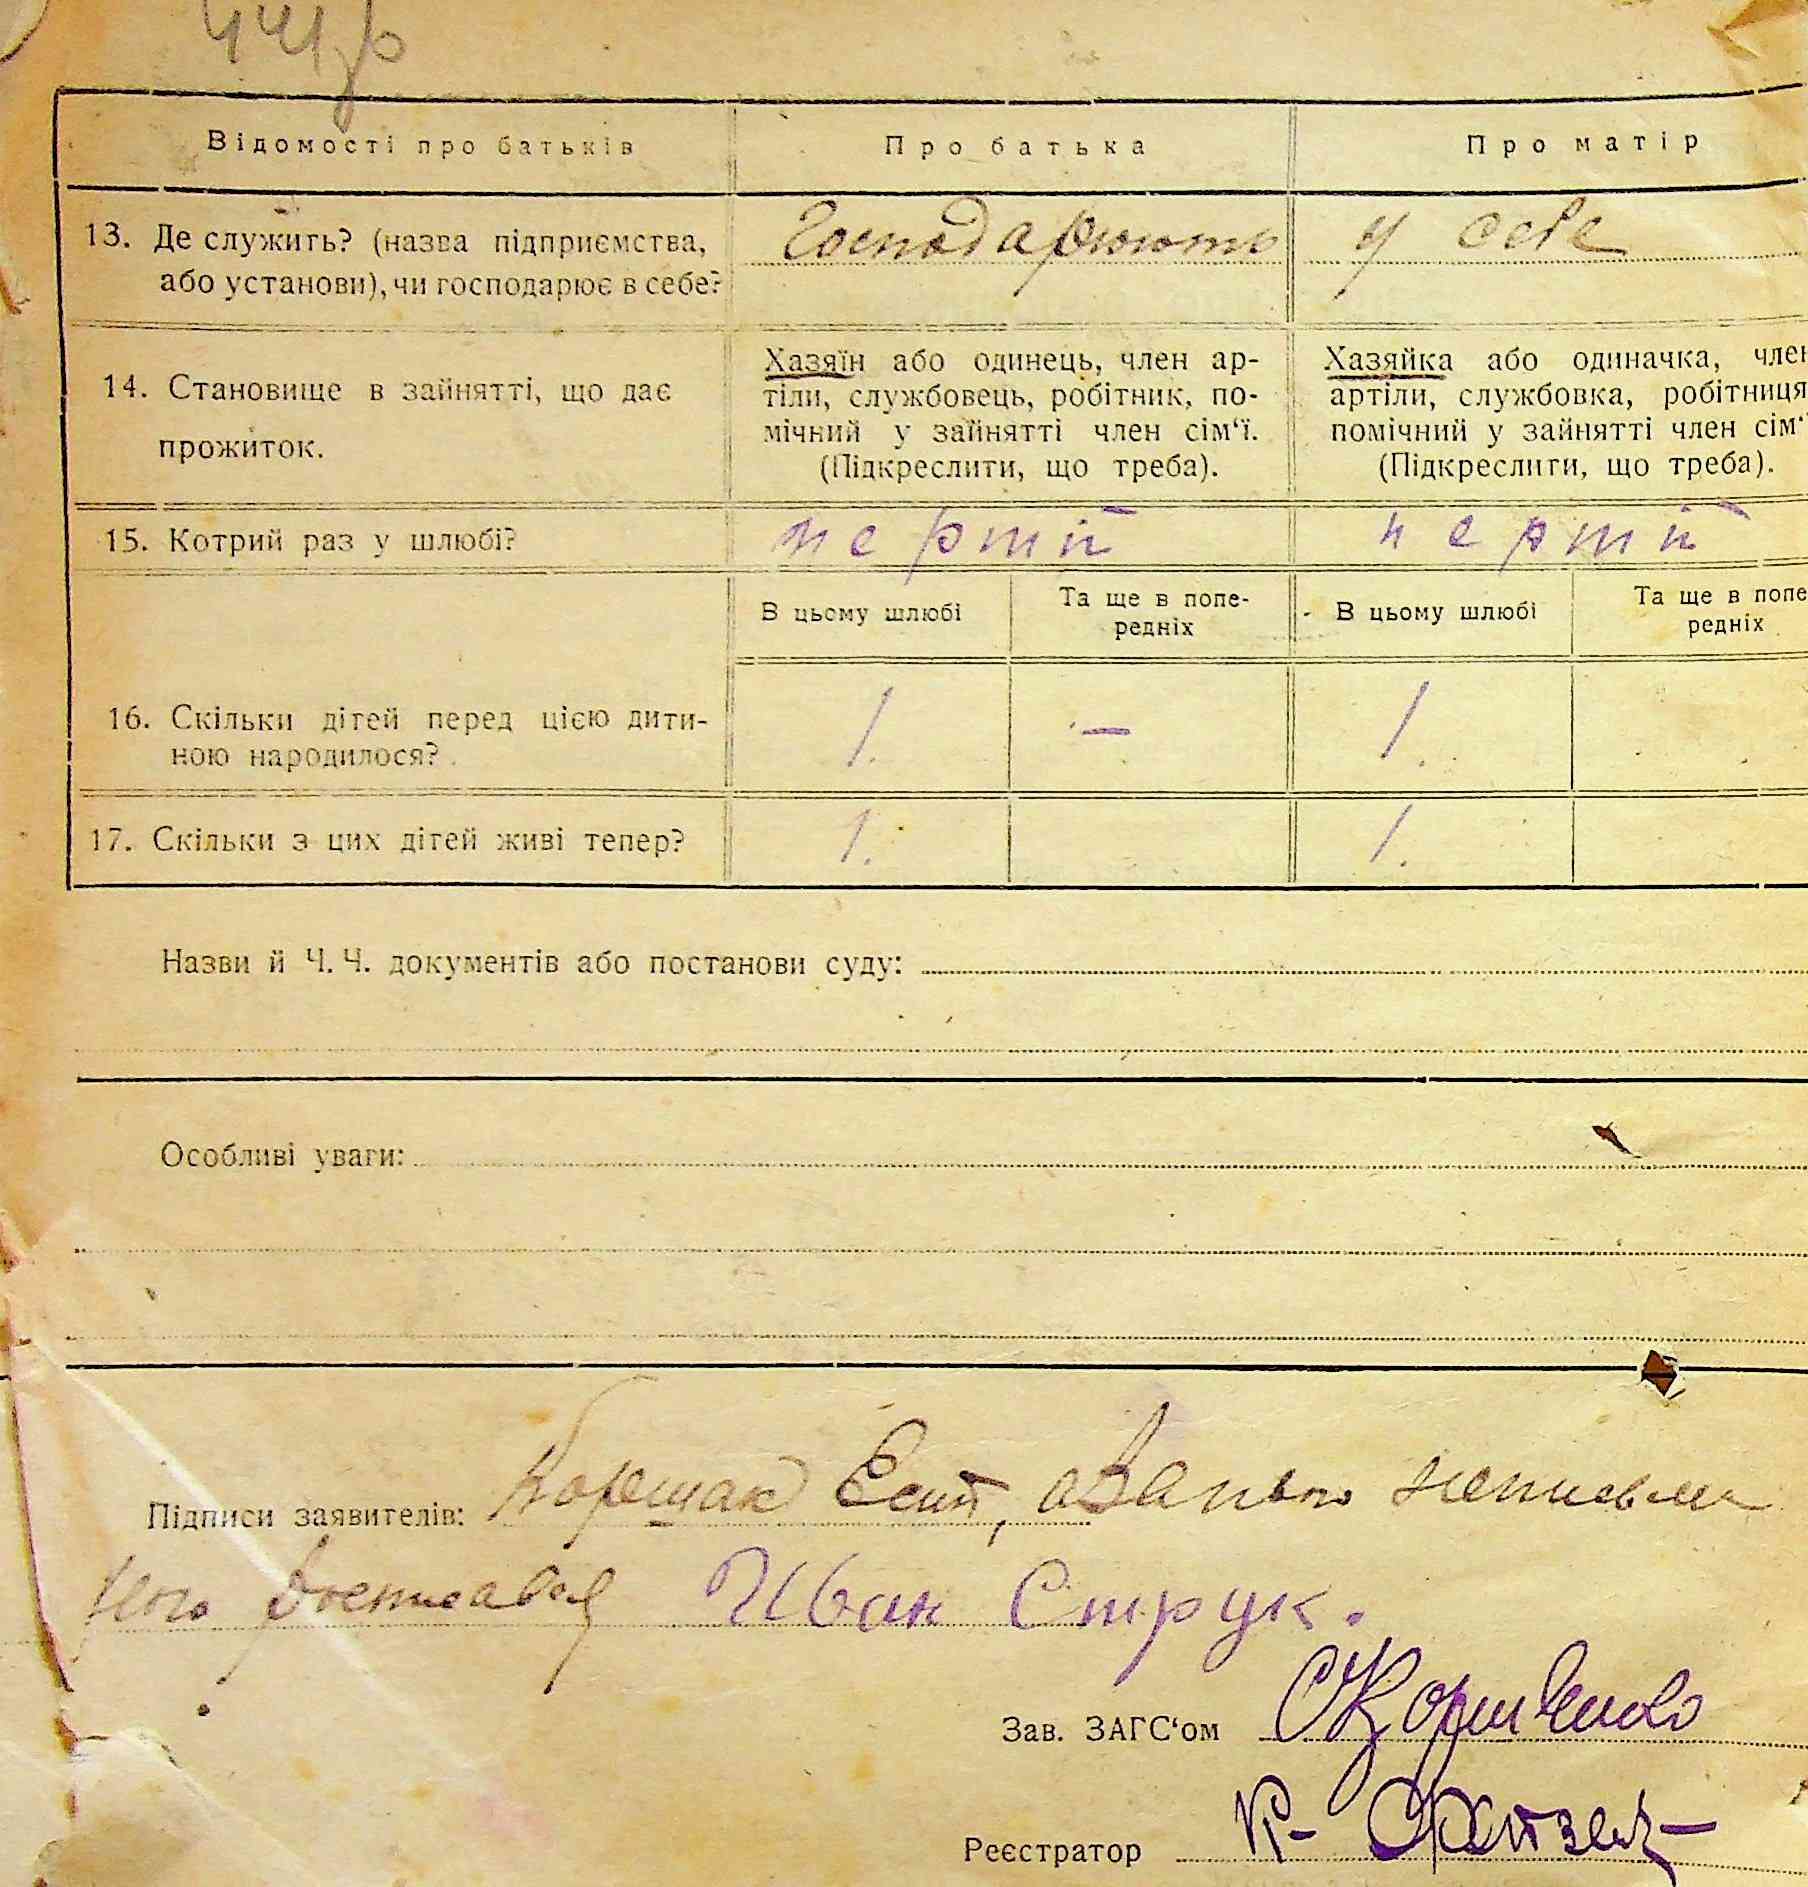 Відомості про батьків Про батька Про матір
13. Де служить? (назва підприємства, Господарюють у себе
або установи), чи господарює в себе?
Хазяїн або одинець, член ар- Хазяйка або одиначка, член
14. Становище в зайнятті, що дає тіли, службовець, робітник, по- артіли, службовка, робітниця
прожиток. мічний у зайнятті член сім‘ї. помічний у зайнятті член сім‘
(Підкреслити, що треба). (Підкреслити, що треба).
15. Котрий раз у шлюбі? перший перший
В цьому шлюбі Та ще в попе- В цьому шлюбі Та ще в попе
редніх редніх
16. Скільки дітей перед цією дити- 1. — 1.
ною народилося?
17. Скільки з цих дітей живі тепер? 1. 1.
Назви й Ч. Ч. документів або постанови суду:
Особливі уваги:
Підписи заявителів: Борщак
Иван Струк.
Зав. ЗАГС‘ом
Реєстратор